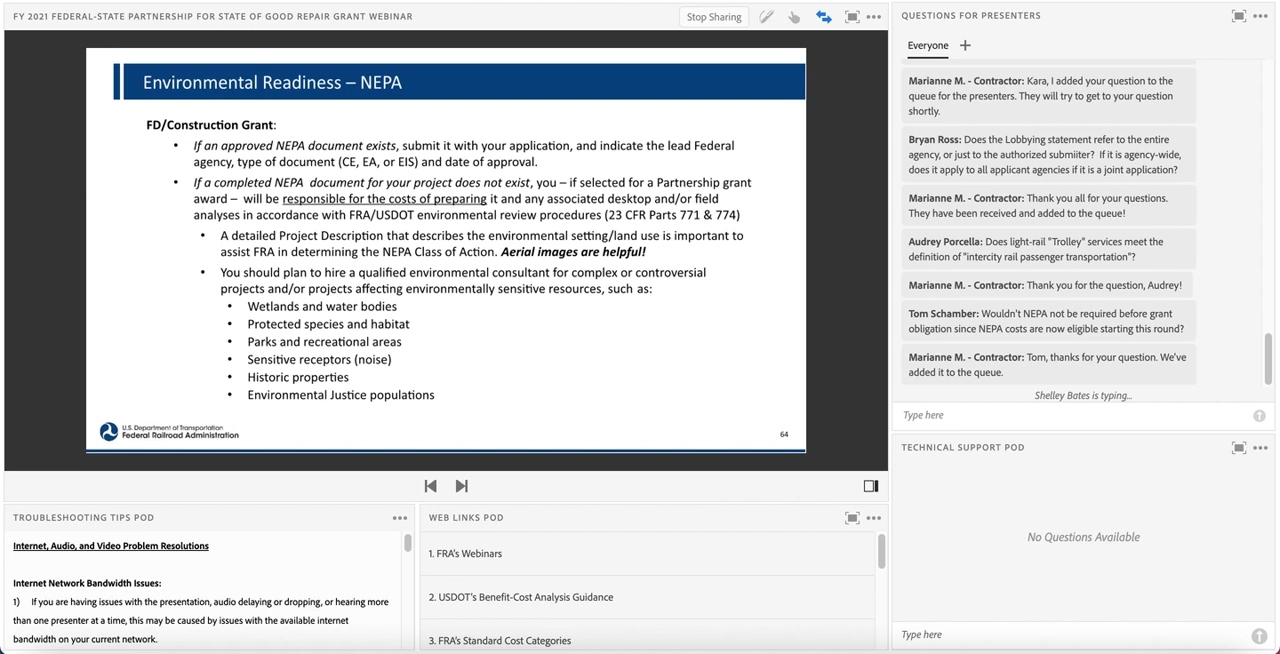 FY 2021 FEDERAL-STATE PARTNERSHIP FOR STATE OF GOOD REPAIR GRANT WEBINAR
Stop Sharing
Environmental Readiness – NEPA
FD/Construction Grant:
• If an approved NEPA document exists, submit it with your application, and indicate the lead Federal
agency, type of document (CE, EA, or EIS) and date of approval.
• If a completed NEPA document for your project does not exist, you – if selected for a Partnership grant
award – will be responsible for the costs of preparing it and any associated desktop and/or field
analyses in accordance with FRA/USDOT environmental review procedures (23 CFR Parts 771 & 774)
• A detailed Project Description that describes the environmental setting/land use is important to
assist FRA in determining the NEPA Class of Action. Aerial images are helpful!
• You should plan to hire a qualified environmental consultant for complex or controversial
projects and/or projects affecting environmentally sensitive resources, such as:
• Wetlands and water bodies
• Protected species and habitat
• Parks and recreational areas
• Sensitive receptors (noise)
• Historic properties
• Environmental Justice populations
U.S. Department of Transportation
Federal Railroad Administration
64
QUESTIONS FOR PRESENTERS
Everyone
Marianne M. - Contractor: Kara, I added your question to the
queue for the presenters. They will try to get to your question
shortly.
Bryan Ross: Does the Lobbying statement refer to the entire
agency, or just to the authorized submiiter? If it is agency-wide,
does it apply to all applicant agencies if it is a joint application?
Marianne M. - Contractor: Thank you all for your questions.
They have been received and added to the queue!
Audrey Porcella: Does light-rail "Trolley" services meet the
definition of "intercity rail passenger transportation"?
Marianne M. - Contractor: Thank you for the question, Audrey!
Tom Schamber: Wouldn't NEPA not be required before grant
obligation since NEPA costs are now eligible starting this round?
Marianne M. - Contractor: Tom, thanks for your question. We've
added it to the queue.
Shelley Bates is typing...
Type here
TECHNICAL SUPPORT POD
No Questions Available
Type here
TROUBLESHOOTING TIPS POD
Internet, Audio, and Video Problem Resolutions
Internet Network Bandwidth Issues:
1) If you are having issues with the presentation, audio delaying or dropping, or hearing more
than one presenter at a time, this may be caused by issues with the available internet
bandwidth on your current network.
WEB LINKS POD
1. FRA's Webinars
2. USDOT's Benefit-Cost Analysis Guidance
3. FRA's Standard Cost Categories